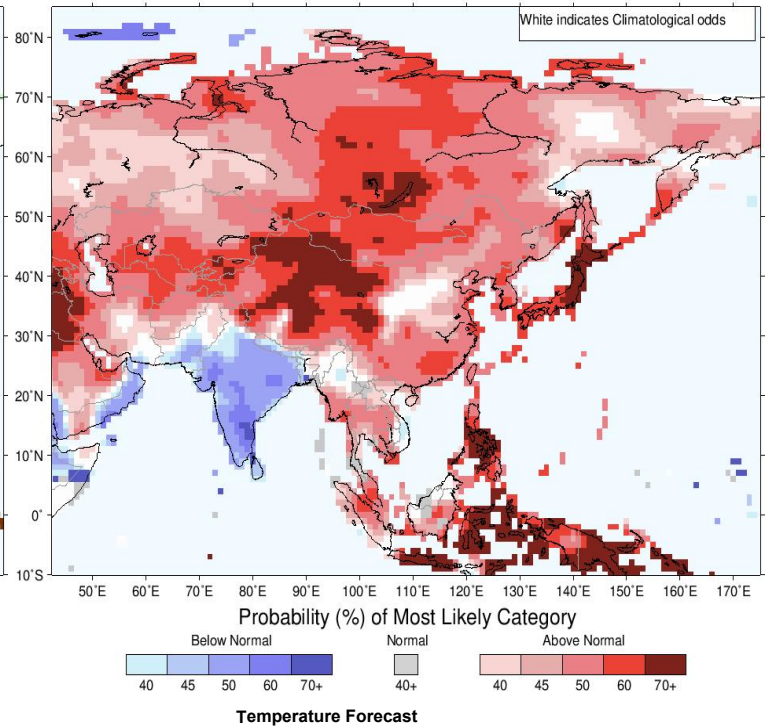 White indicates Climatological odds
80˚N
70˚N
60˚N
50˚N
40˚N
30˚N
20˚N
10˚N
0˚
10˚S
50˚E 60˚E 70˚E 80˚E 90˚E 100˚E 110˚E 120˚E 130˚E 140˚E 150˚E 160˚E 170˚E
Probability (%) of Most Likely Category
Below Normal Normal Above Normal
40 45 50 60 70+ 40+ 40 45 50 60 70+
Temperature Forecast